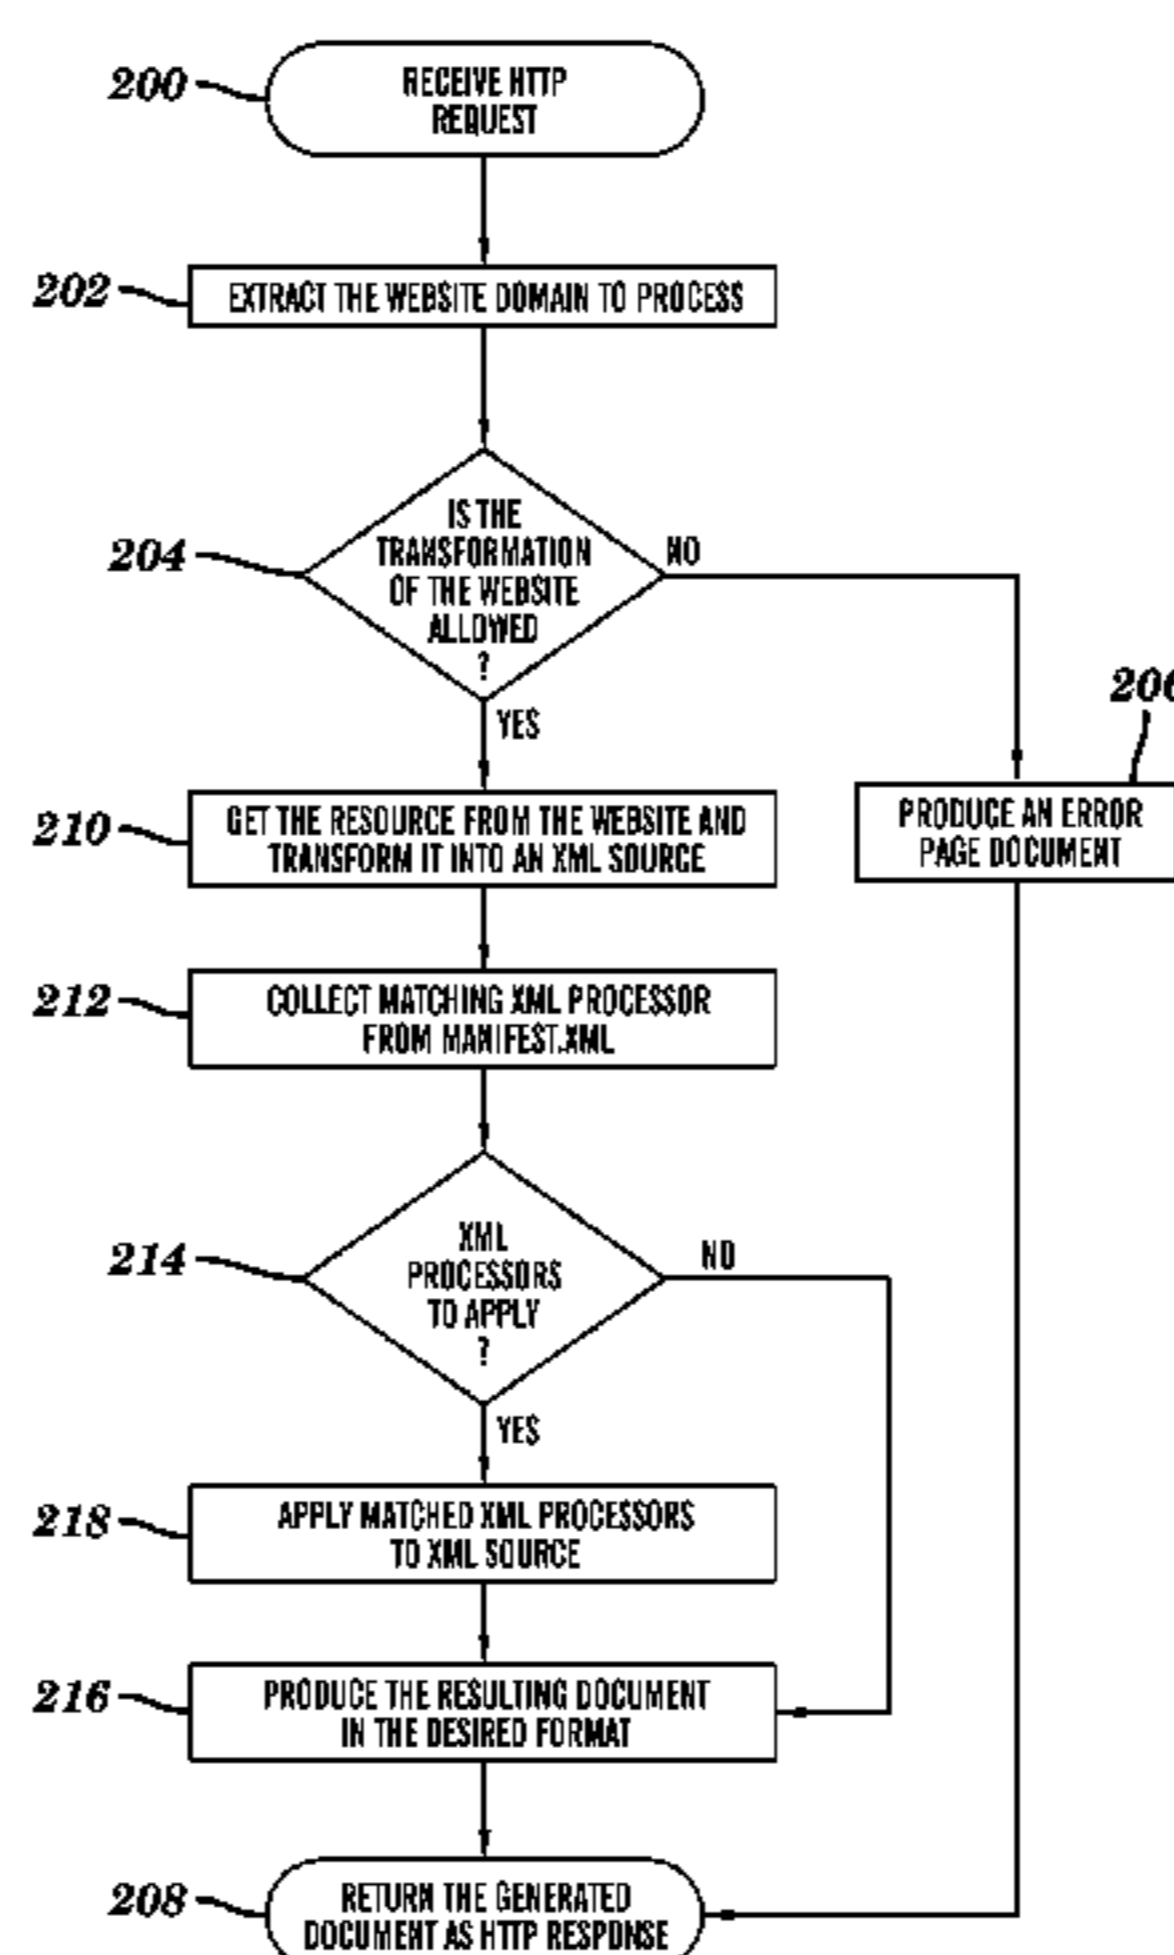 200
RECEIVE HTTP
REQUEST
202
EXTRACT THE WEBSITE DOMAIN TO PROCESS
204
IS THE
TRANSFORMATION
OF THE WEBSITE
ALLOWED
?
NO
YES
206
PRODUCE AN ERROR
PAGE DOCUMENT
210
GET THE RESOURCE FROM THE WEBSITE AND
TRANSFORM IT INTO AN XML SOURCE
212
COLLECT MATCHING XML PROCESSOR
FROM MANIFEST.XML
214
XML
PROCESSORS
TO APPLY
?
NO
YES
218
APPLY MATCHED XML PROCESSORS
TO XML SOURCE
216
PRODUCE THE RESULTING DOCUMENT
IN THE DESIRED FORMAT
208
RETURN THE GENERATED
DOCUMENT AS HTTP RESPONSE